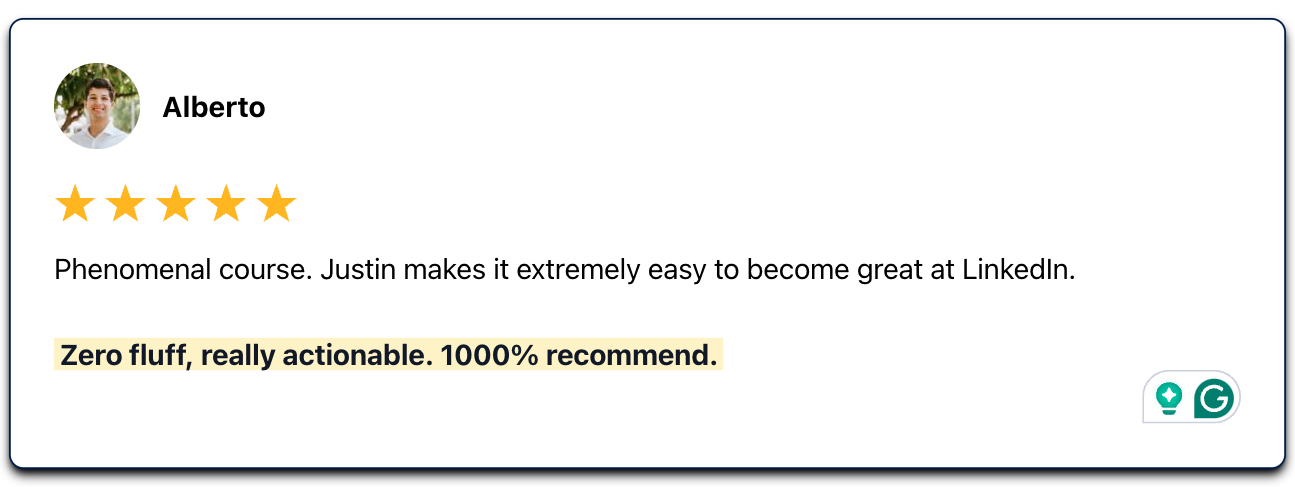 Alberto
Phenomenal course. Justin makes it extremely easy to become great at LinkedIn.
Zero fluff, really actionable. 1000% recommend.